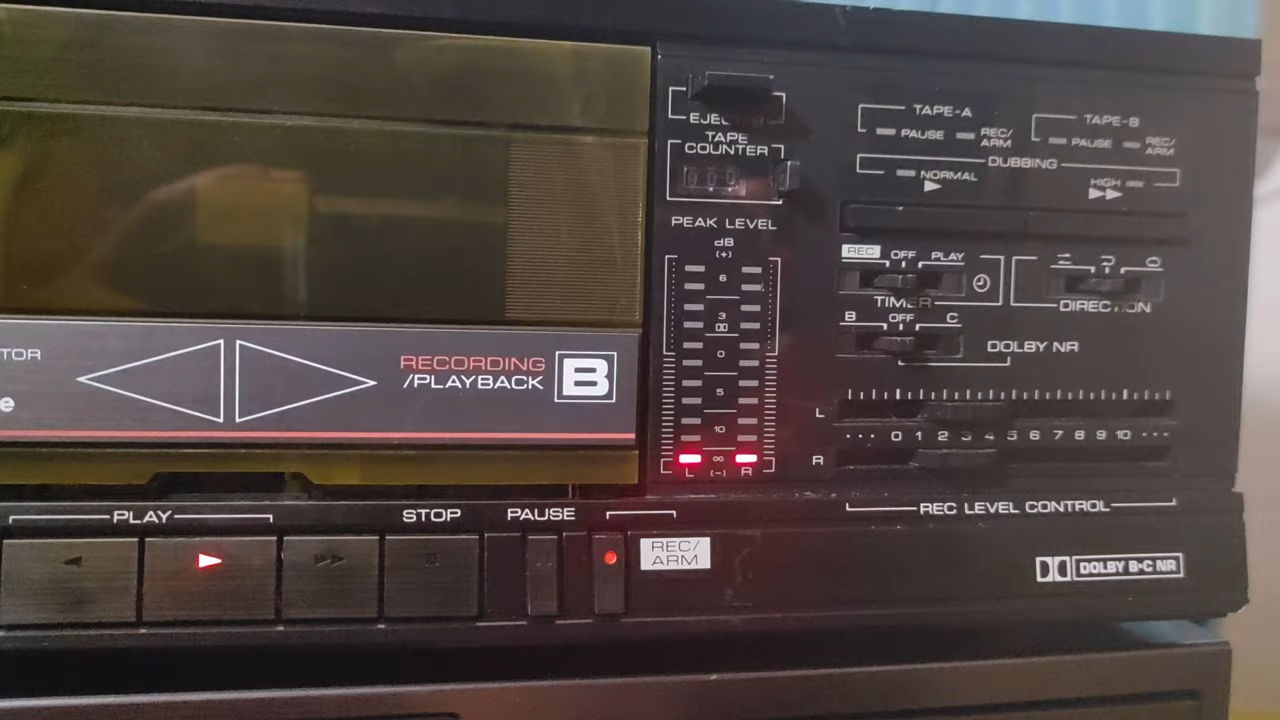 TOR
e
RECORDING
/PLAYBACK
B
PLAY
STOP
PAUSE
REC/
ARM
TAPE
COUNTER
000
PEAK LEVEL
dB
(+)
6
3
0
5
10
∞
(-)
L
R
TAPE-A
PAUSE
REC/
ARM
TAPE-B
PAUSE
REC/
ARM
DUBBING
NORMAL
HIGH
REC OFF PLAY
TIMER
DIRECTION
B OFF C
DOLBY NR
L
... 0 1 2 3 4 5 6 7 8 9 10 ...
R
REC LEVEL CONTROL
DOLBY B·C NR